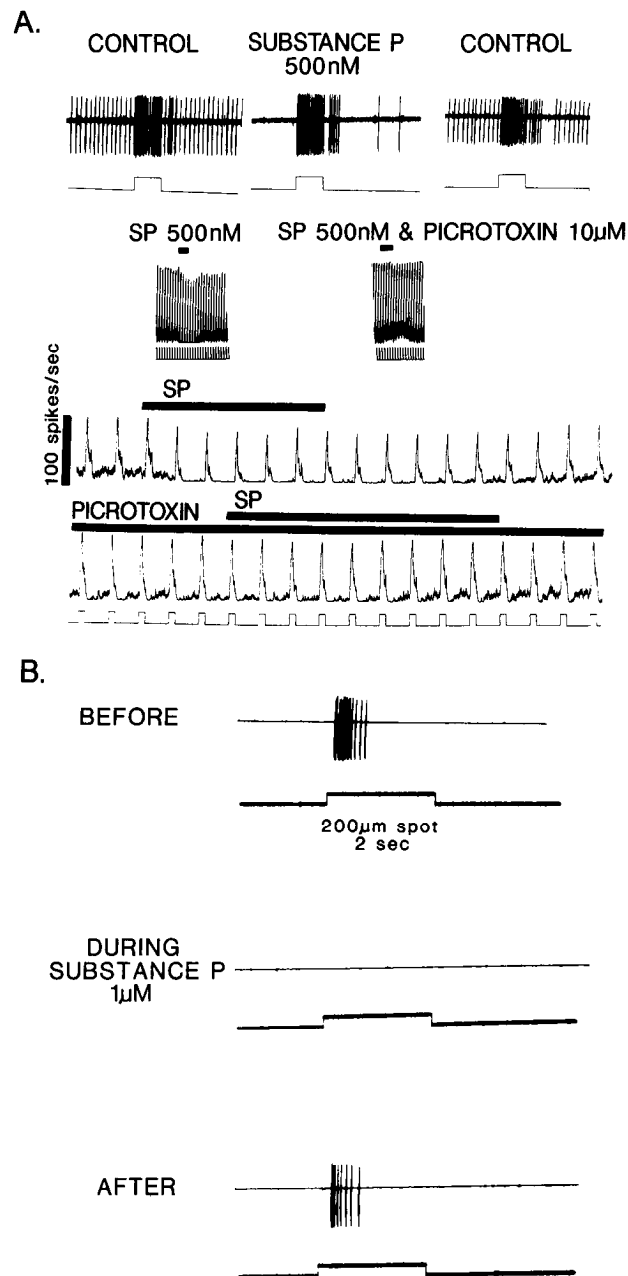 A.
CONTROL
SUBSTANCE P
500nM
CONTROL
SP 500nM
SP 500nM & PICROTOXIN 10µM
100 spikes/sec
SP
PICROTOXIN
SP
B.
BEFORE
200µm spot
2 sec
DURING
SUBSTANCE P
1µM
AFTER